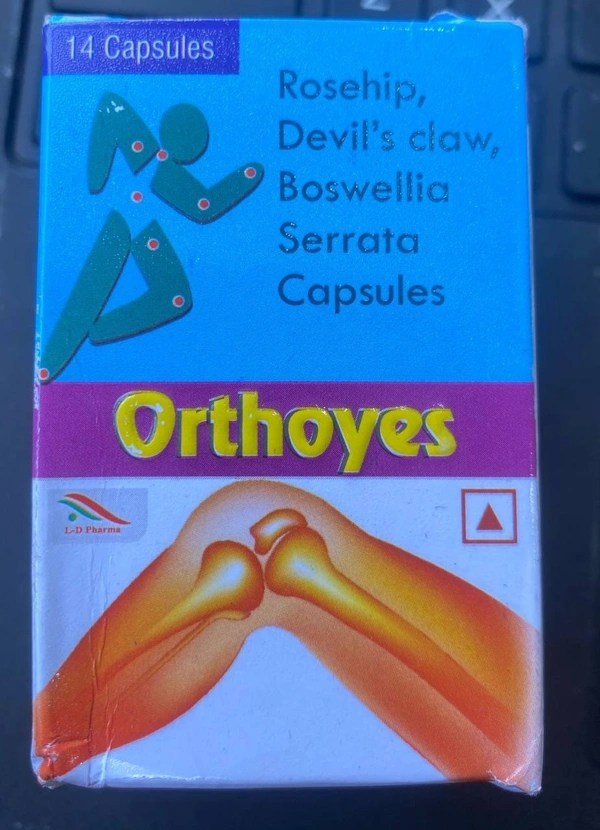 14 Capsules
Rosehip,
Devil's claw,
Boswellia
Serrata
Capsules
Orthoyes
L-D Pharma